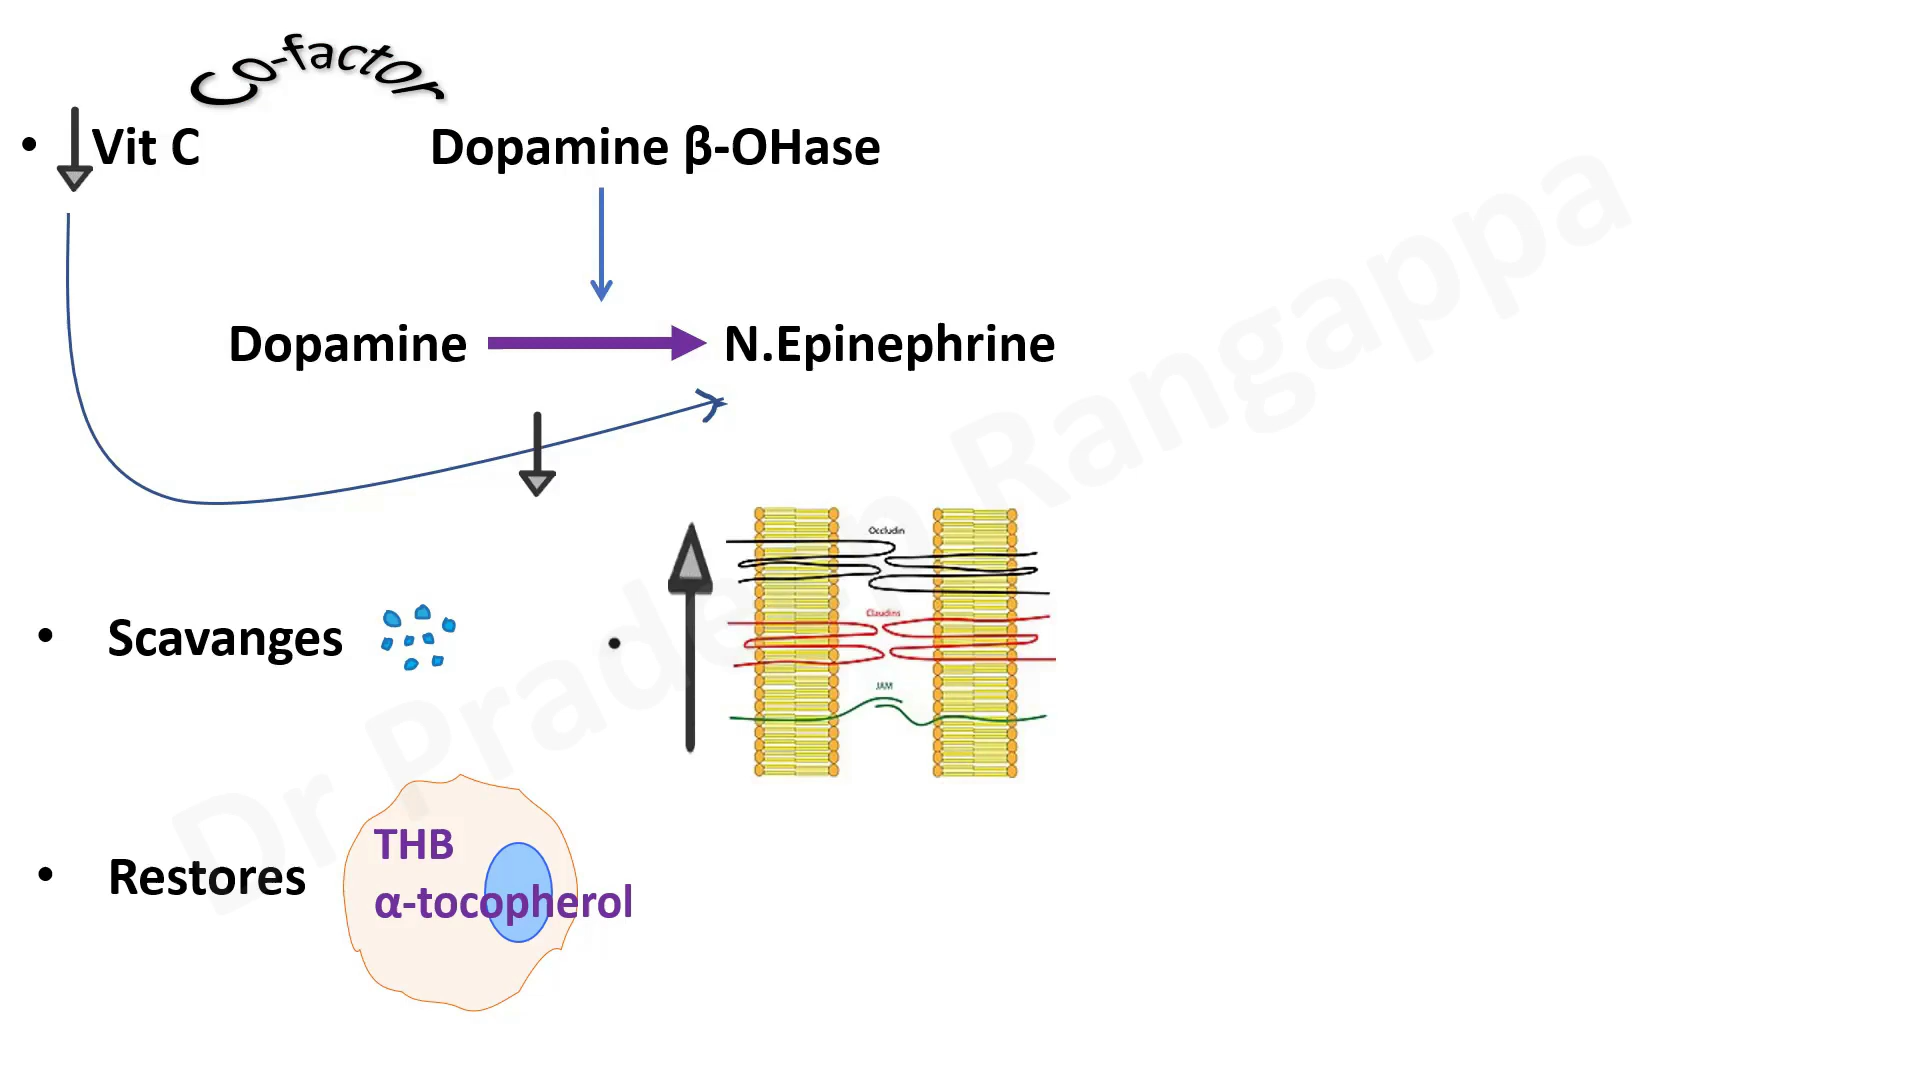 Co-factor
• Vit C Dopamine β-OHase
Dopamine N.Epinephrine
Occludin
Claudins
JAM
• Scavanges •
THB
α-tocopherol
• Restores
Dr Pradeep Rangappa